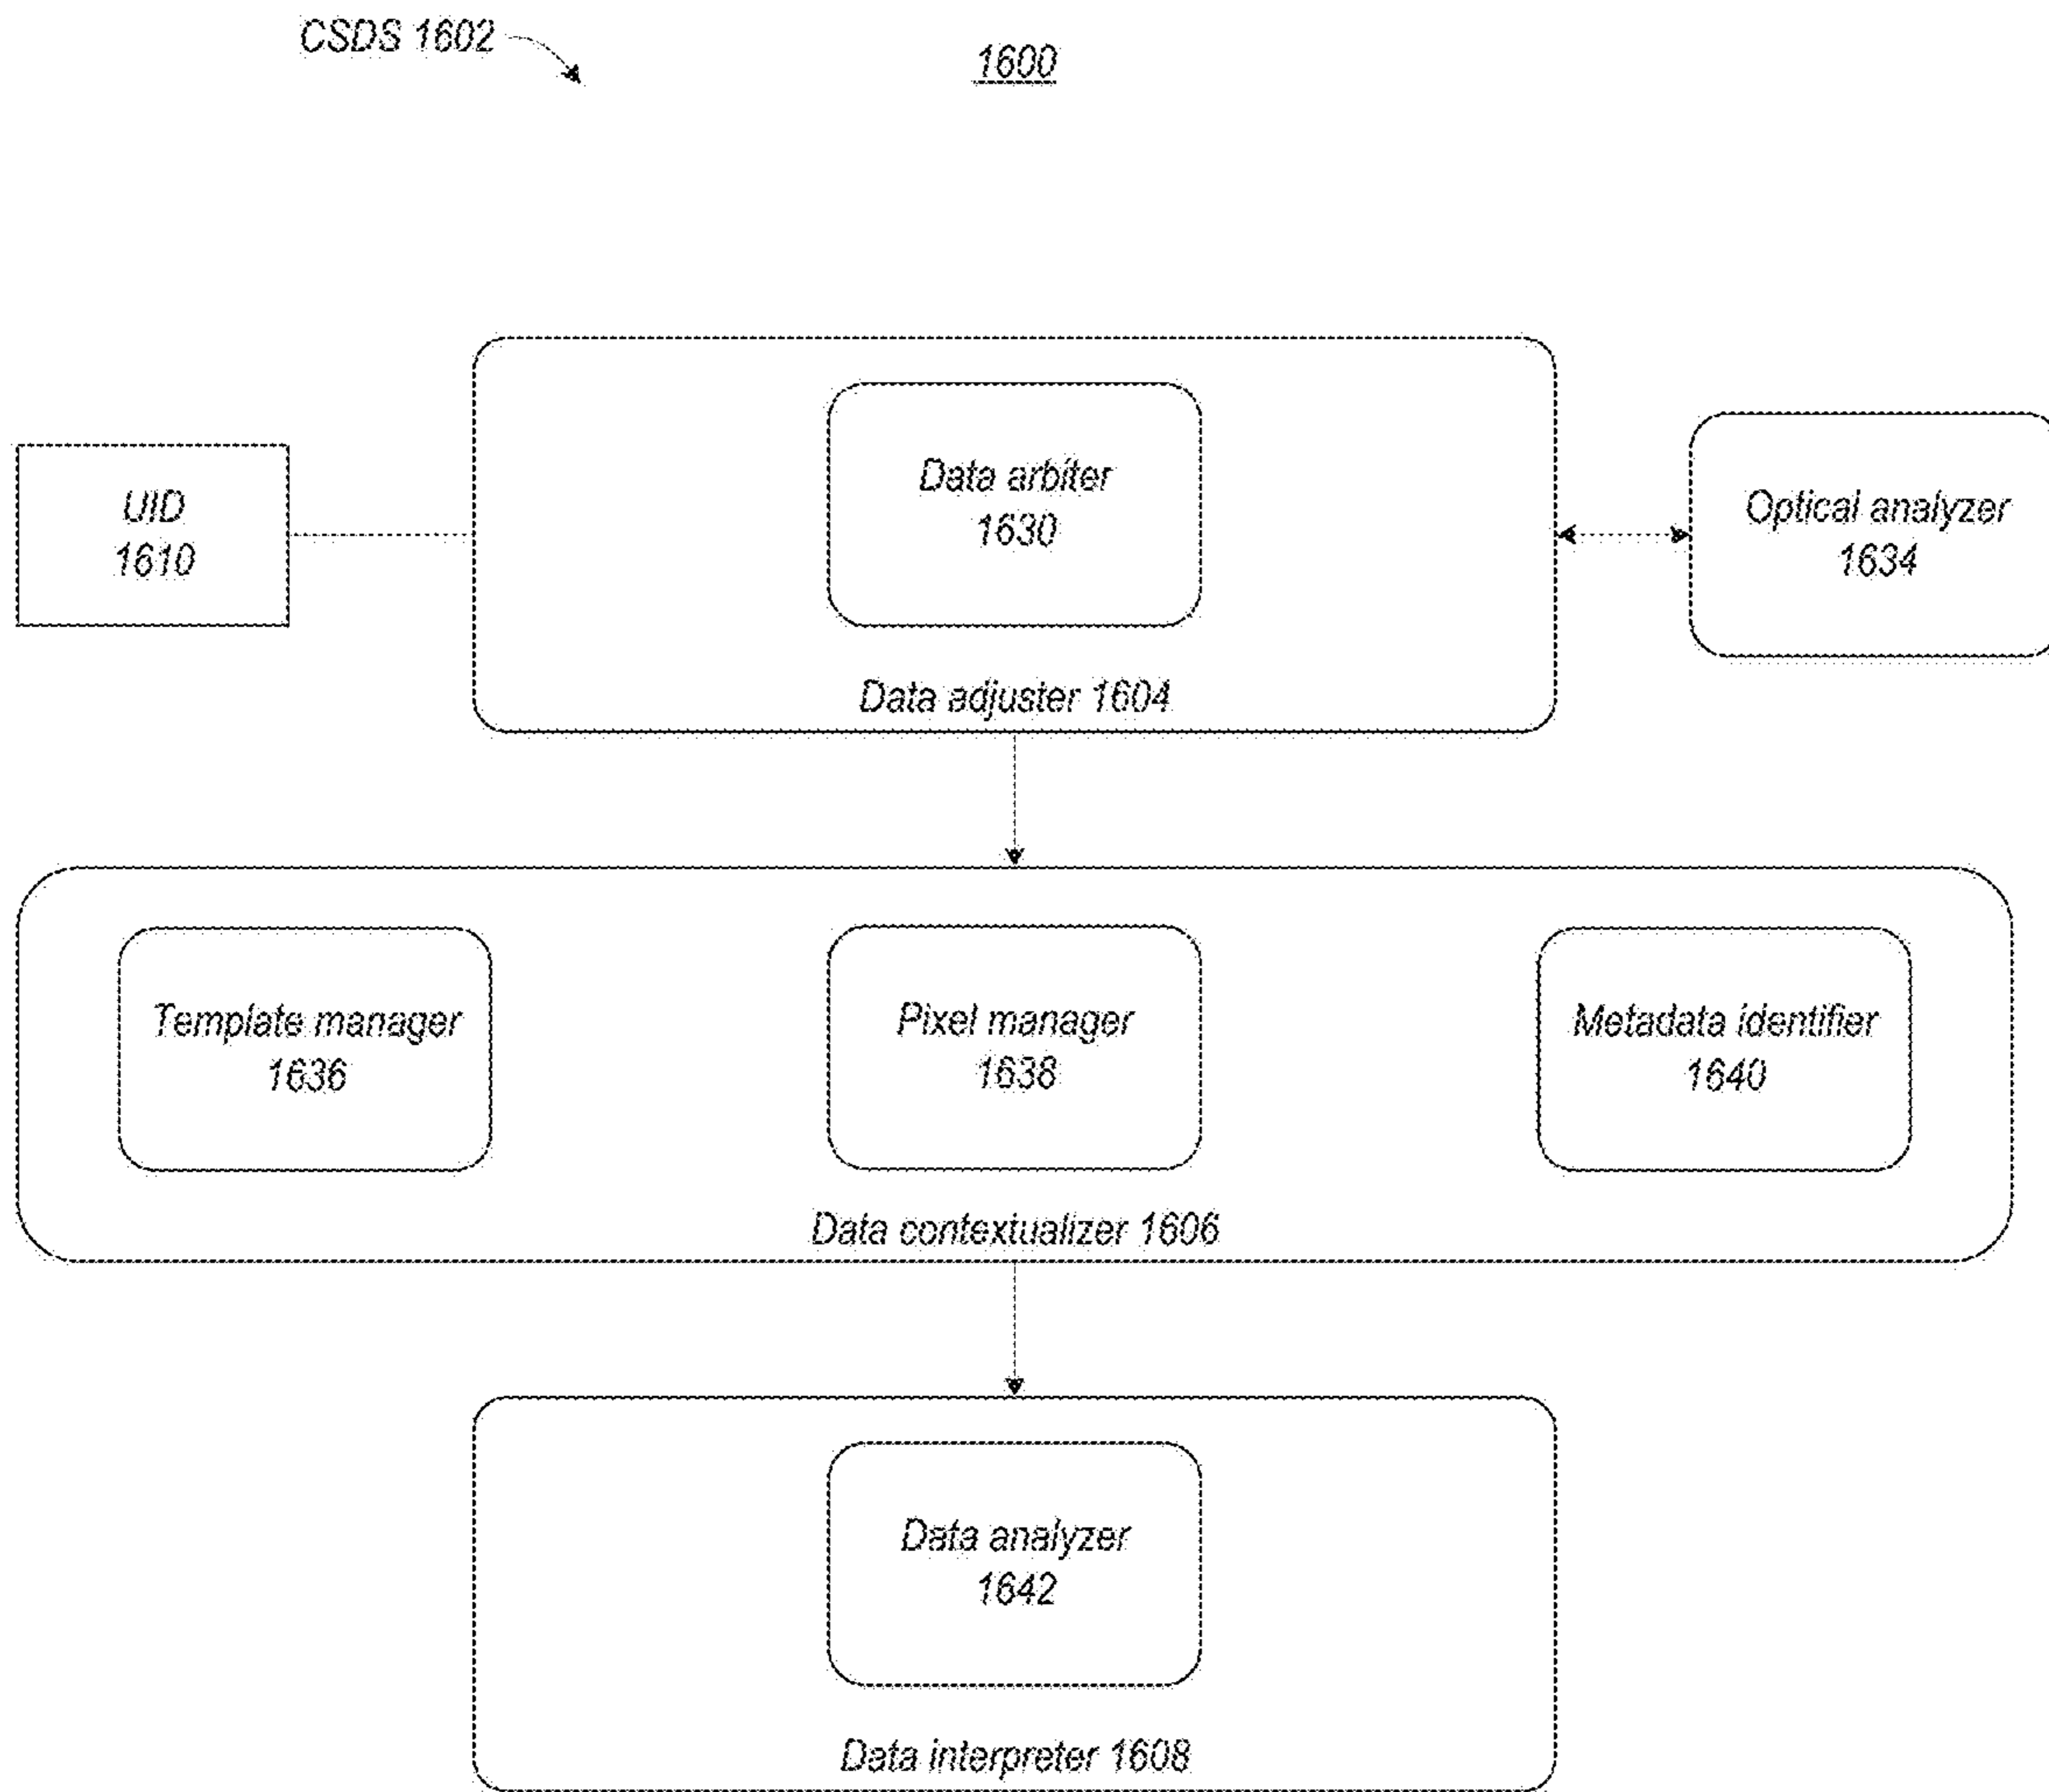 CSDS 1602
1600
Data arbiter
1630
UID
1610
Optical analyzer
1634
Data adjuster 1604
Template manager
1636
Pixel manager
1638
Metadata identifier
1640
Data contextualizer 1606
Data analyzer
1642
Data interpreter 1608